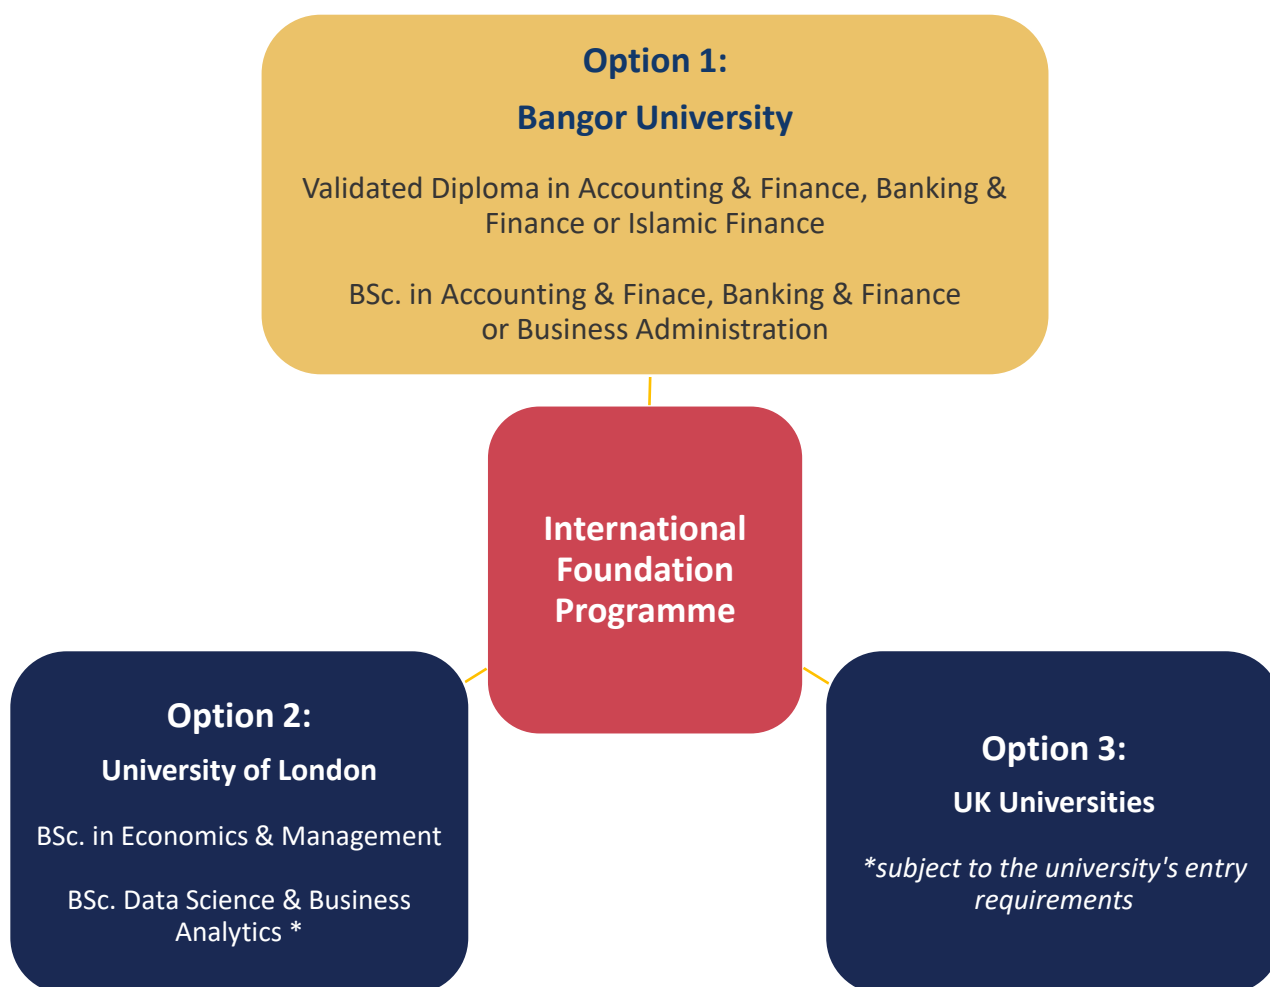 Option 1:
Bangor University
Validated Diploma in Accounting & Finance, Banking &
Finance or Islamic Finance
BSc. in Accounting & Finace, Banking & Finance
or Business Administration
International
Foundation
Programme
Option 2:
University of London
BSc. in Economics & Management
BSc. Data Science & Business
Analytics *
Option 3:
UK Universities
*subject to the university's entry
requirements